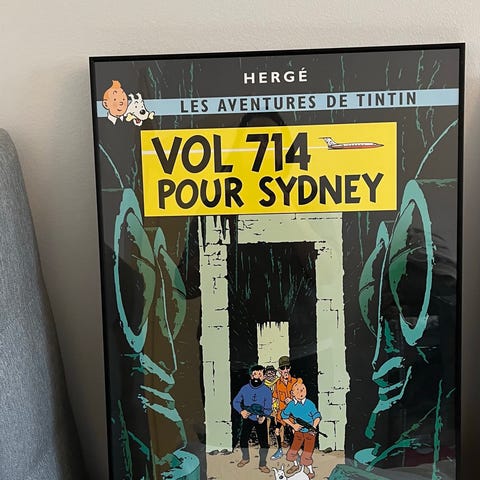 HERGÉ
LES AVENTURES DE TINTIN
VOL 714
POUR SYDNEY